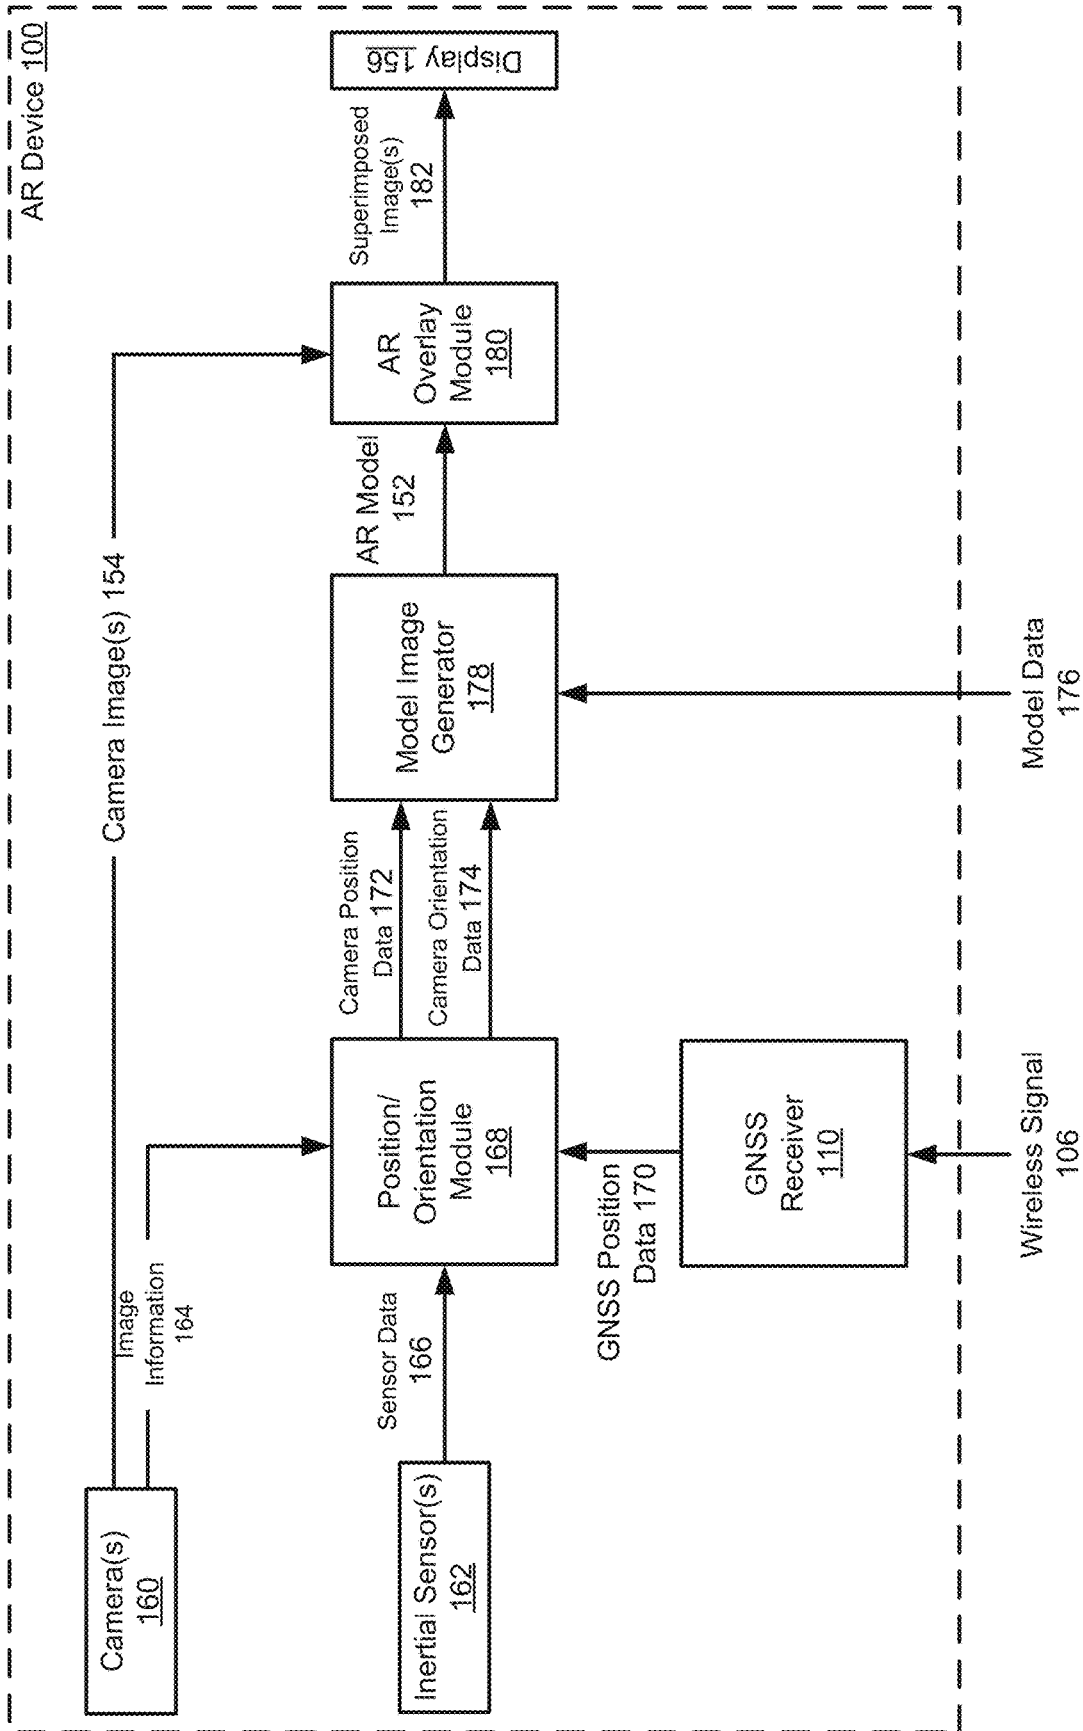 AR Device 100
Camera(s)
160
Camera Image(s) 154
Image
Information
164
Inertial Sensor(s)
162
Sensor Data
166
Position/
Orientation
Module
168
Camera Position
Data 172
Camera Orientation
Data 174
Model Image
Generator
178
AR Model
152
AR
Overlay
Module
180
Superimposed
Image(s)
182
Display 156
GNSS Position
Data 170
GNSS
Receiver
110
Wireless Signal
106
Model Data
176